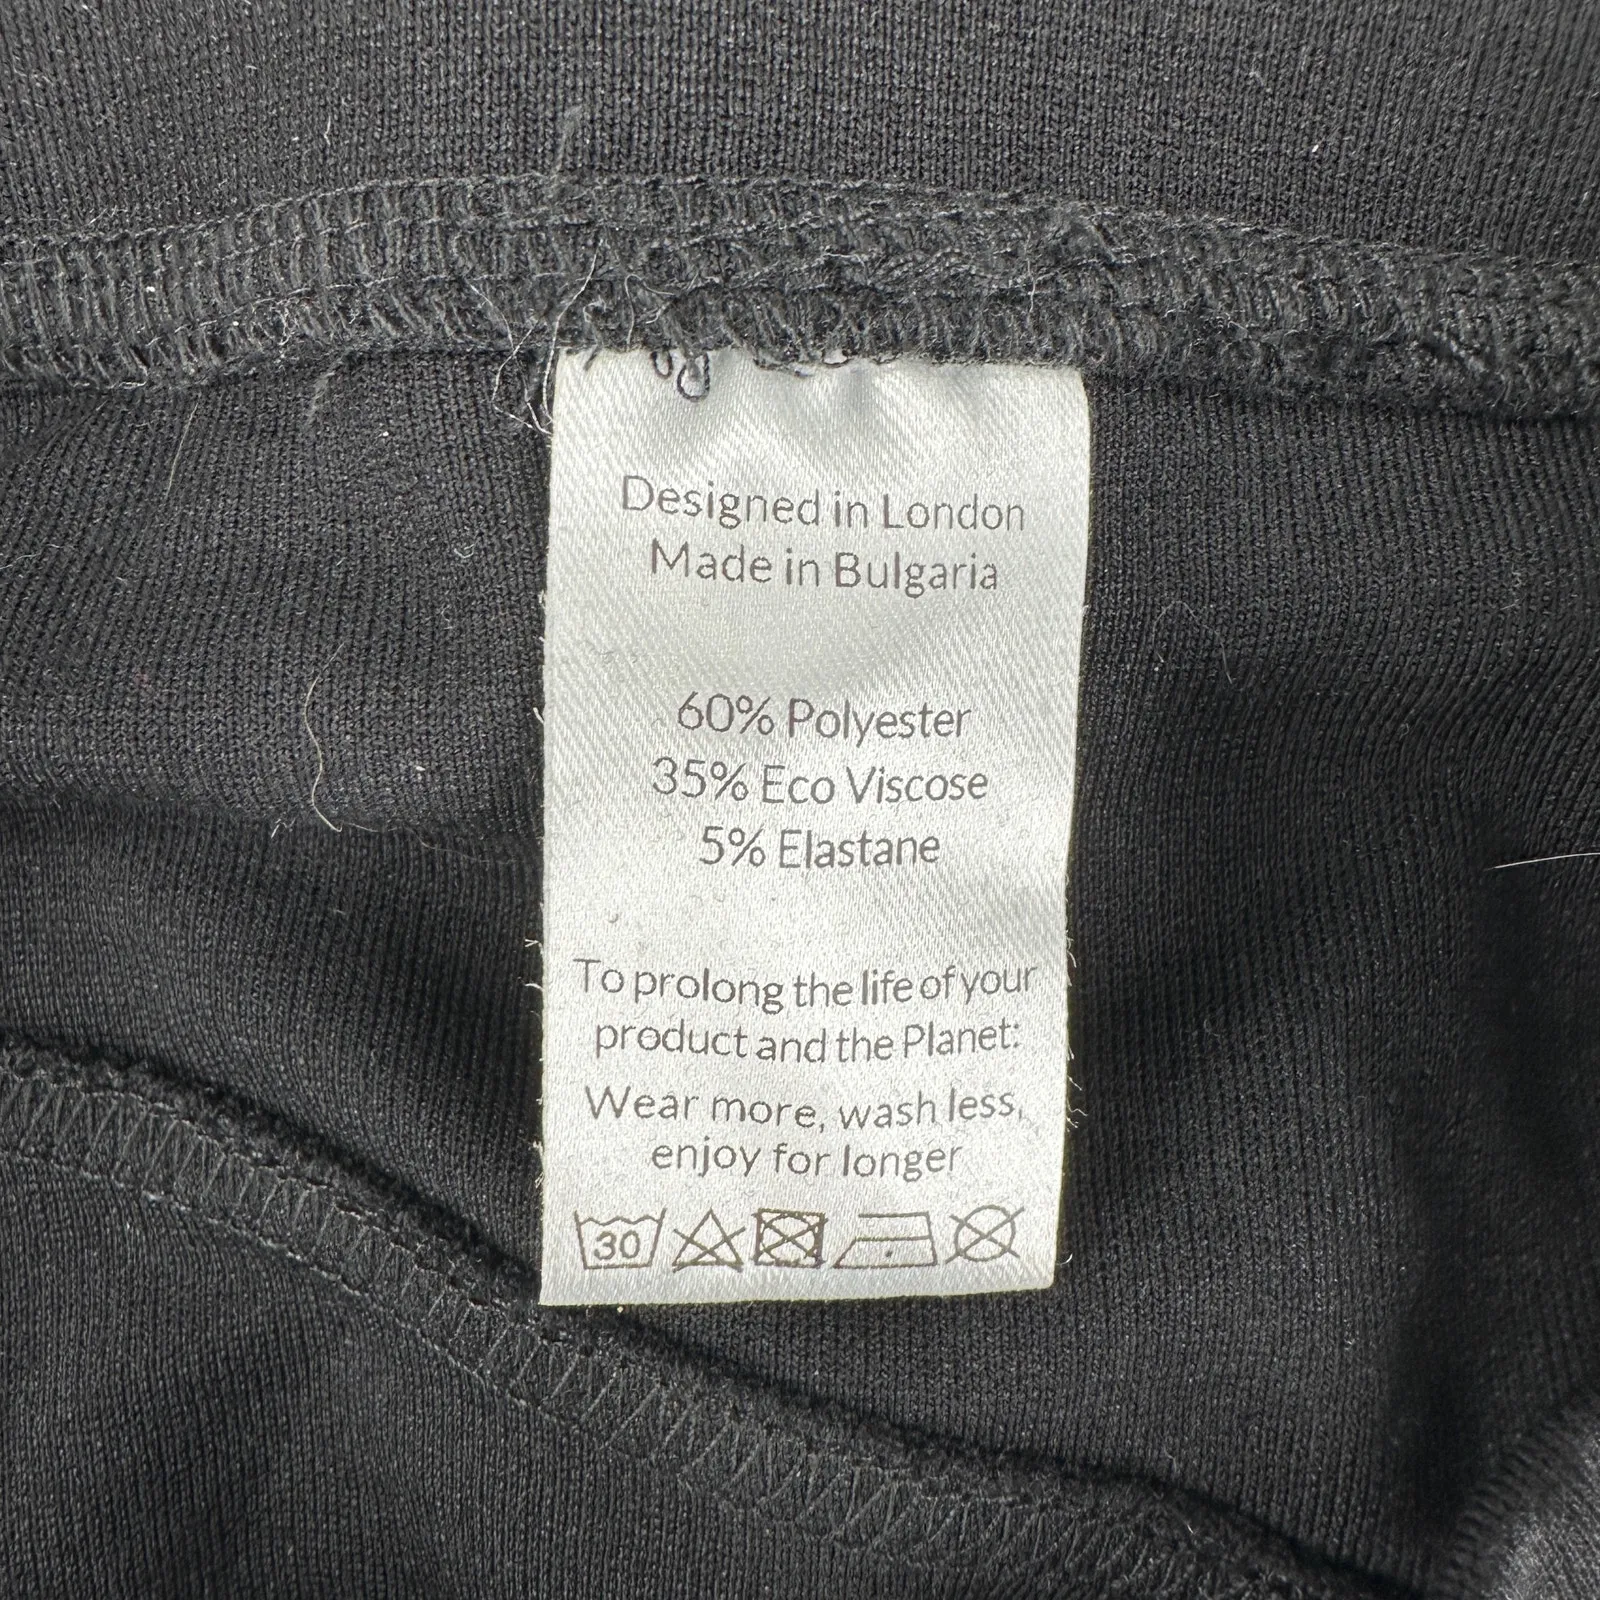 Designed in London
Made in Bulgaria
60% Polyester
35% Eco Viscose
5% Elastane
To prolong the life of your
product and the Planet:
Wear more, wash less,
enjoy for longer
30